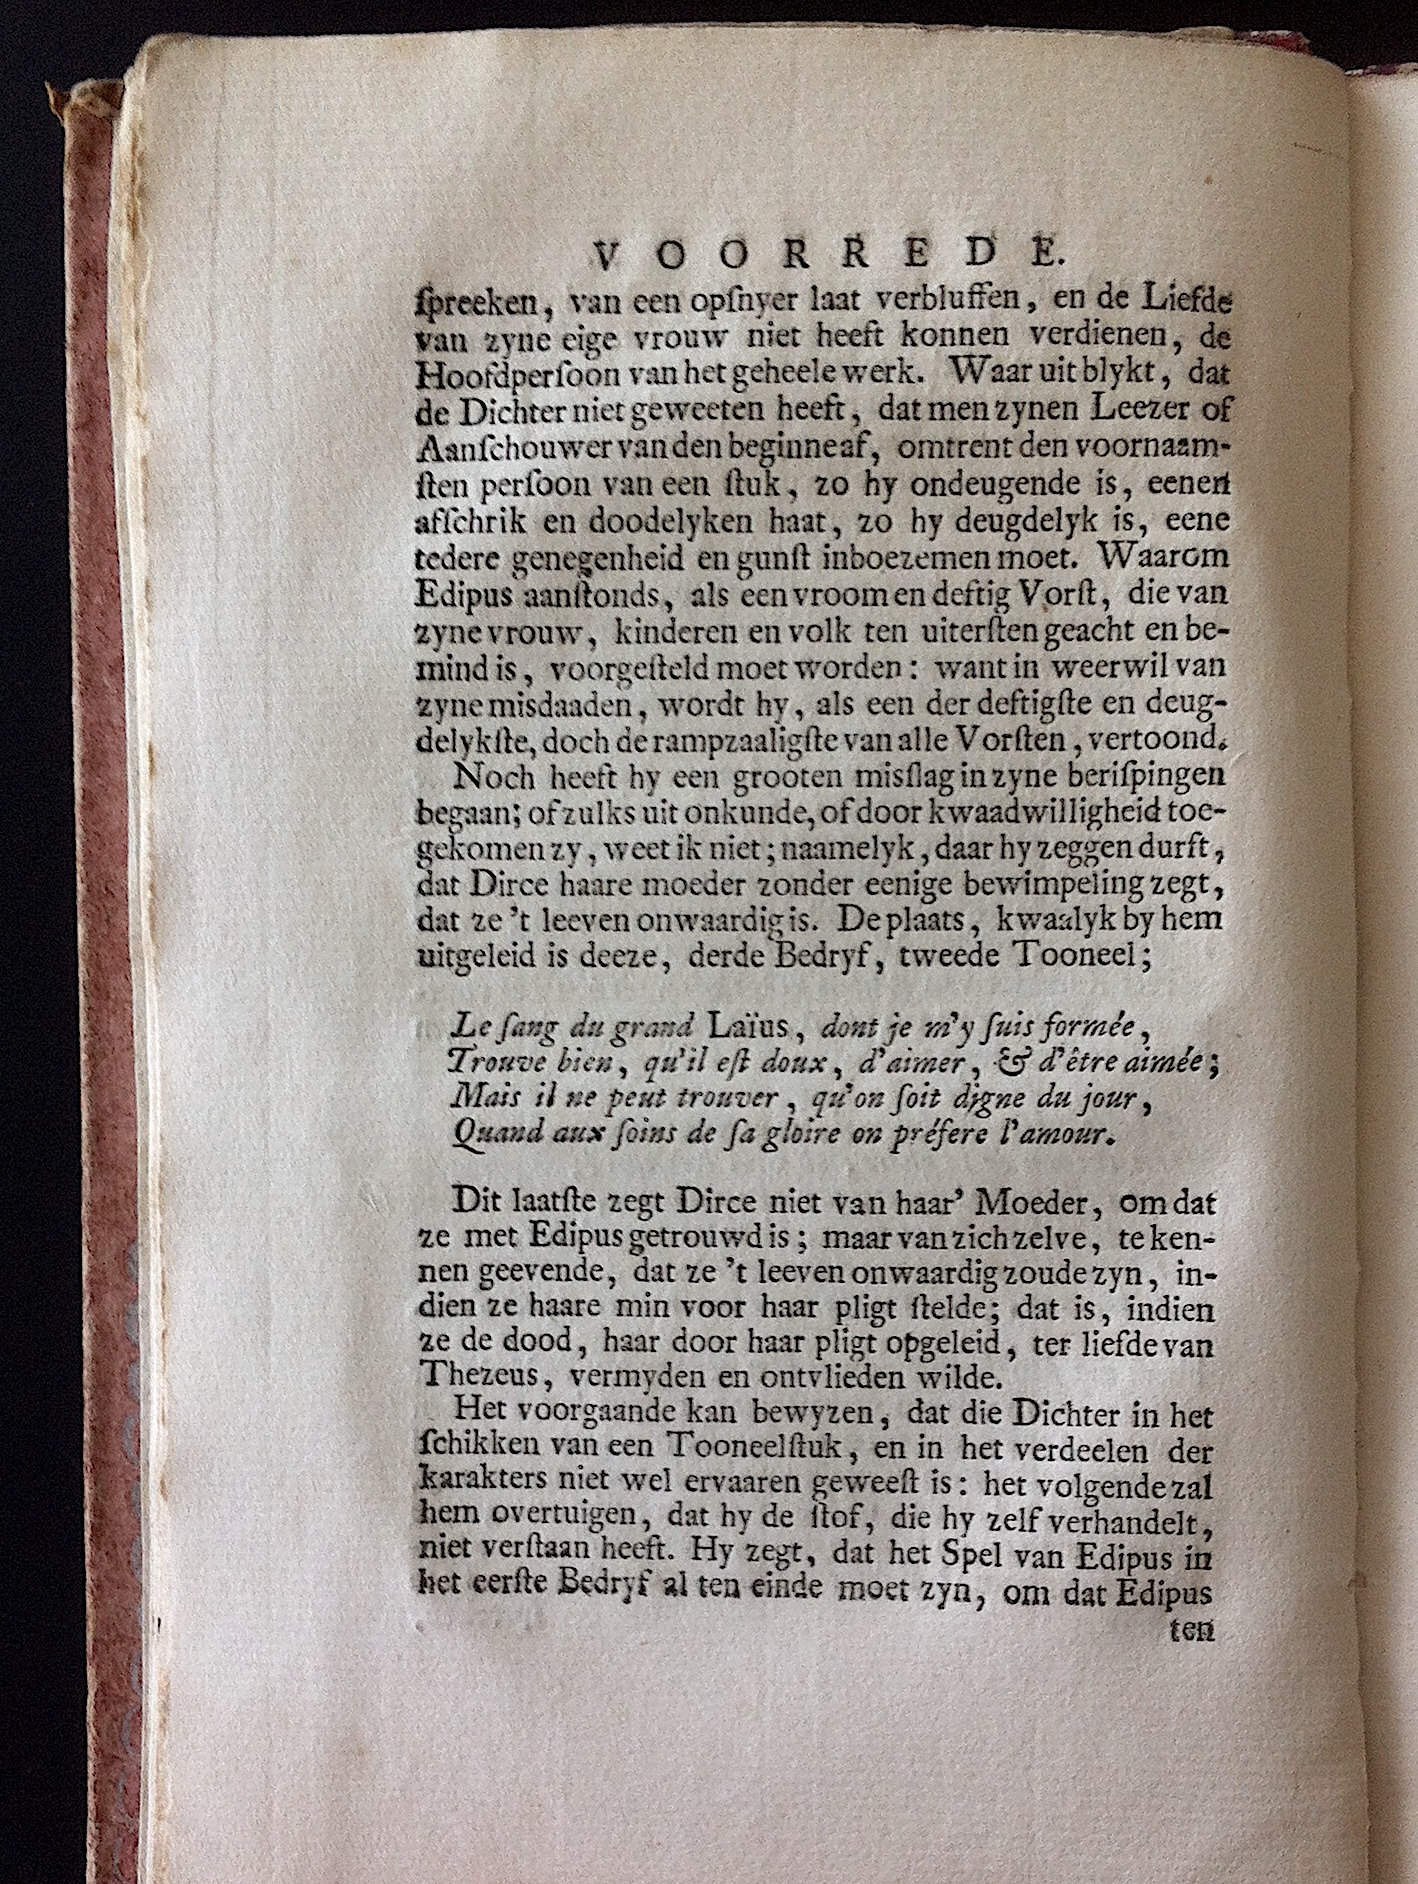 VOORREDE.
ſpreeken, van een opſnyer laat verbluffen, en de Liefde
van zyne eige vrouw niet heeft konnen verdienen, de
Hoofdperſoon van het geheele werk. Waar uit blykt, dat
de Dichter niet geweeten heeft, dat men zynen Leezer of
Aanſchouwer van den beginne af, omtrent den voornaam-
ſten perſoon van een ſtuk, zo hy ondeugende is, eenen
afſchrik en doodelyken haat, zo hy deugdelyk is, eene
tedere genegenheid en gunſt inboezemen moet. Waarom
Edipus aanſtonds, als een vroom en deftig Vorſt, die van
zyne vrouw, kinderen en volk ten uiterſten geacht en be-
mind is, voorgeſteld moet worden: want in weerwil van
zyne misdaaden, wordt hy, als een der deftigſte en deug-
delykſte, doch de rampzaaligſte van alle Vorſten, vertoond.
Noch heeft hy een grooten misſlag in zyne beriſpingen
begaan; of zulks uit onkunde, of door kwaadwilligheid toe-
gekomen zy, weet ik niet; naamelyk, daar hy zeggen durft,
dat Dirce haare moeder zonder eenige bewimpeling zegt,
dat ze 't leeven onwaardig is. De plaats, kwaalyk by hem
uitgeleid is deeze, derde Bedryf, tweede Tooneel;
Le ſang du grand Laïus, dont je m'y ſuis formée,
Trouve bien, qu'il eſt doux, d'aimer, & d'être aimée;
Mais il ne peut trouver, qu'on ſoit digne du jour,
Quand aux ſoins de ſa gloire on préfere l'amour.
Dit laatſte zegt Dirce niet van haar' Moeder, om dat
ze met Edipus getrouwd is; maar van zich zelve, te ken-
nen geevende, dat ze 't leeven onwaardig zoude zyn, in-
dien ze haare min voor haar pligt ſtelde; dat is, indien
ze de dood, haar door haar pligt opgeleid, ter liefde van
Thezeus, vermyden en ontvlieden wilde.
Het voorgaande kan bewyzen, dat die Dichter in het
ſchikken van een Tooneelſtuk, en in het verdeelen der
karakters niet wel ervaaren geweeſt is: het volgende zal
hem overtuigen, dat hy de ſtof, die hy zelf verhandelt,
niet verſtaan heeft. Hy zegt, dat het Spel van Edipus in
het eerſte Bedryf al ten einde moet zyn, om dat Edipus
ten